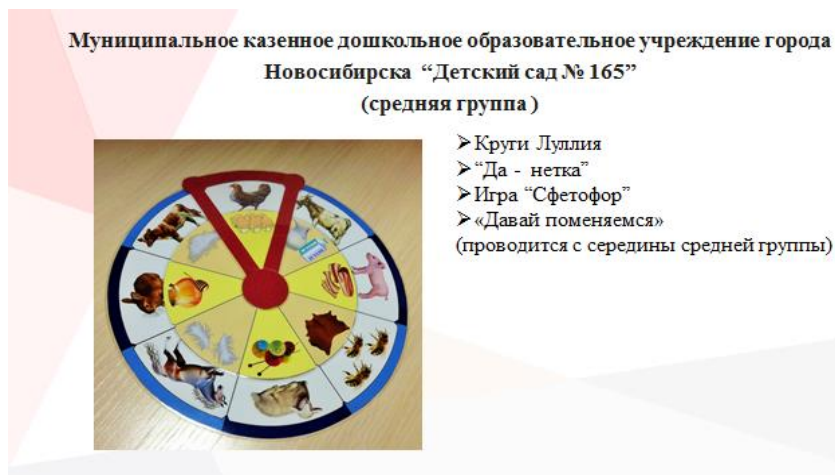 Муниципальное казенное дошкольное образовательное учреждение города
Новосибирска “Детский сад № 165”
(средняя группа )
➢Круги Луллия
➢“Да - нетка”
➢Игра “Сфетофор”
➢«Давай поменяемся»
(проводится с середины средней группы)